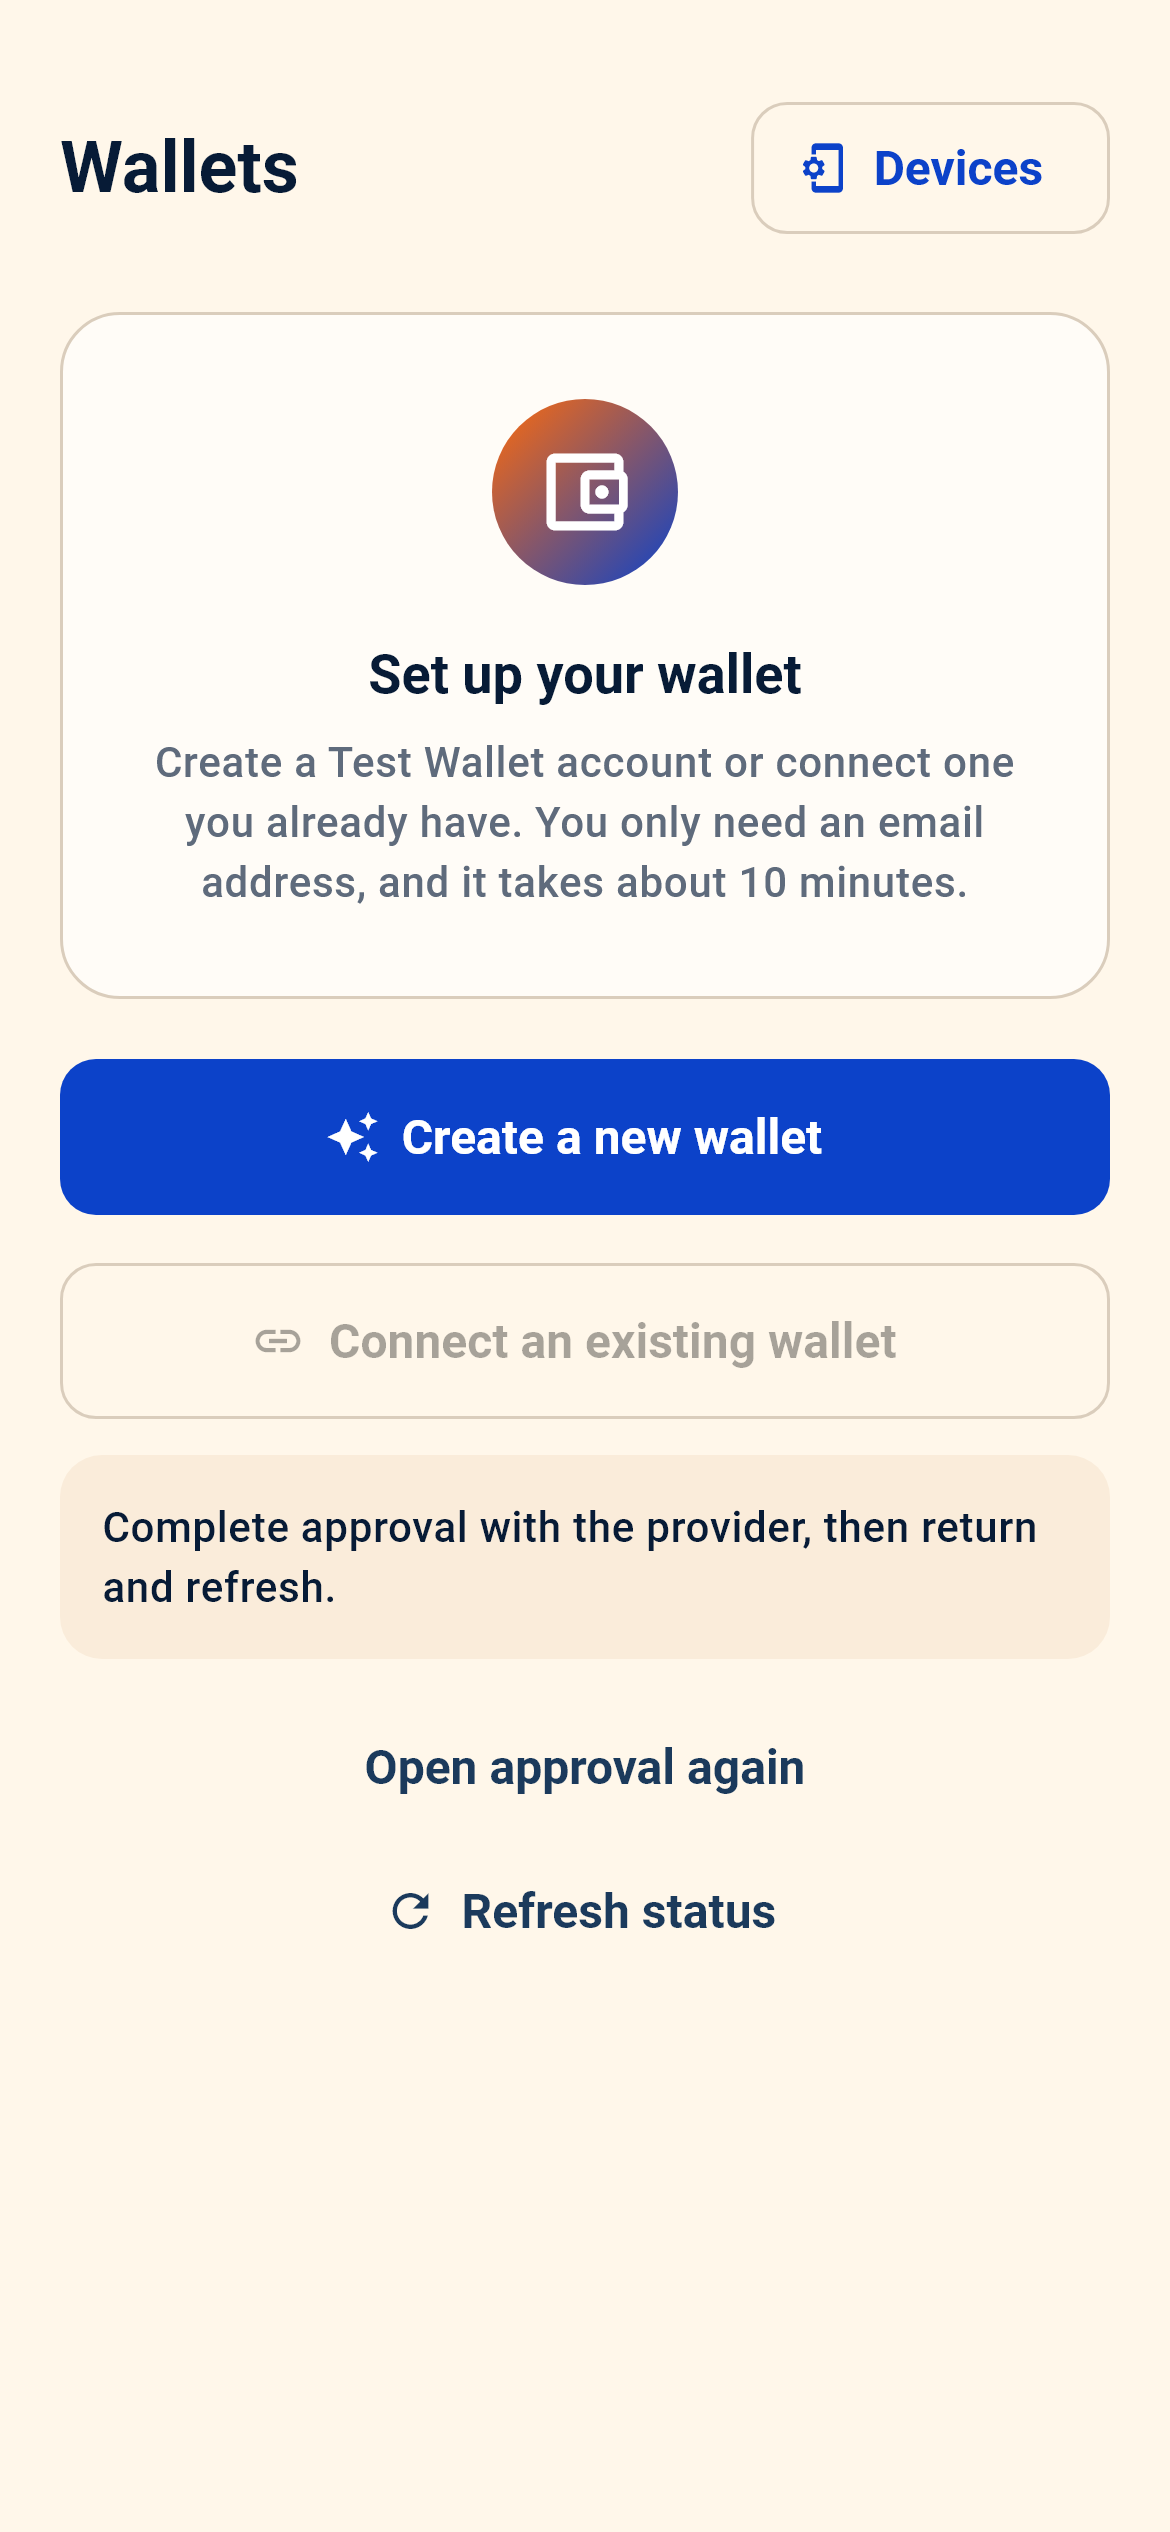 Wallets
Devices
Set up your wallet
Create a Test Wallet account or connect one
you already have. You only need an email
address, and it takes about 10 minutes.
Create a new wallet
Connect an existing wallet
Complete approval with the provider, then return
and refresh.
Open approval again
Refresh status